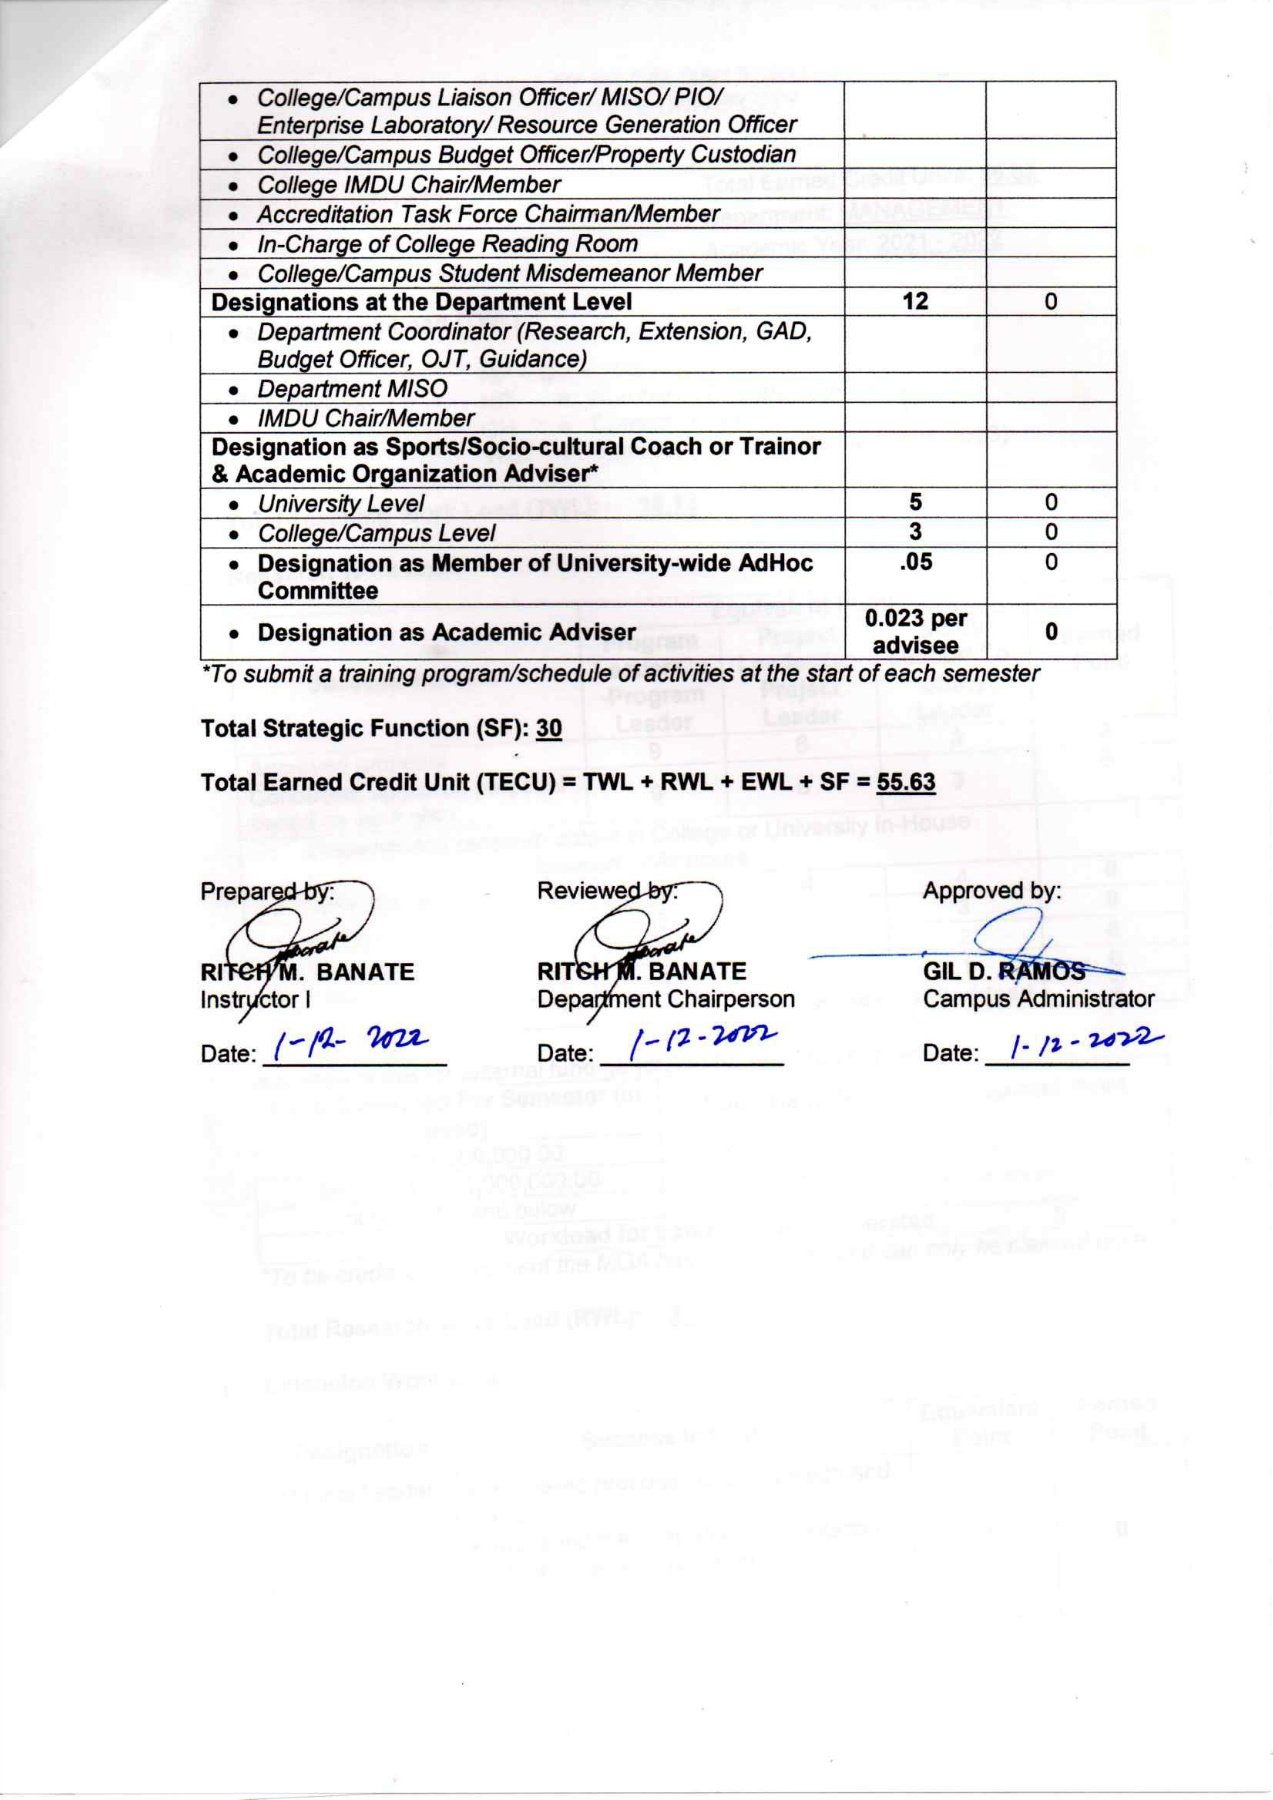 • College/Campus Liaison Officer/ MISO/ PIO/
Enterprise Laboratory/ Resource Generation Officer
• College/Campus Budget Officer/Property Custodian
• College IMDU Chair/Member
• Accreditation Task Force Chairman/Member
• In-Charge of College Reading Room
• College/Campus Student Misdemeanor Member
Designations at the Department Level 12 0
• Department Coordinator (Research, Extension, GAD,
Budget Officer, OJT, Guidance)
• Department MISO
• IMDU Chair/Member
Designation as Sports/Socio-cultural Coach or Trainor
& Academic Organization Adviser*
• University Level 5 0
• College/Campus Level 3 0
• Designation as Member of University-wide AdHoc .05 0
Committee
• Designation as Academic Adviser 0.023 per advisee 0
*To submit a training program/schedule of activities at the start of each semester
Total Strategic Function (SF): 30
Total Earned Credit Unit (TECU) = TWL + RWL + EWL + SF = 55.63
Prepared by: Reviewed by: Approved by:
RITCH M. BANATE RITCH M. BANATE GIL D. RAMOS
Instructor I Department Chairperson Campus Administrator
Date: 1-12-2022 Date: 1-12-2022 Date: 1-12-2022